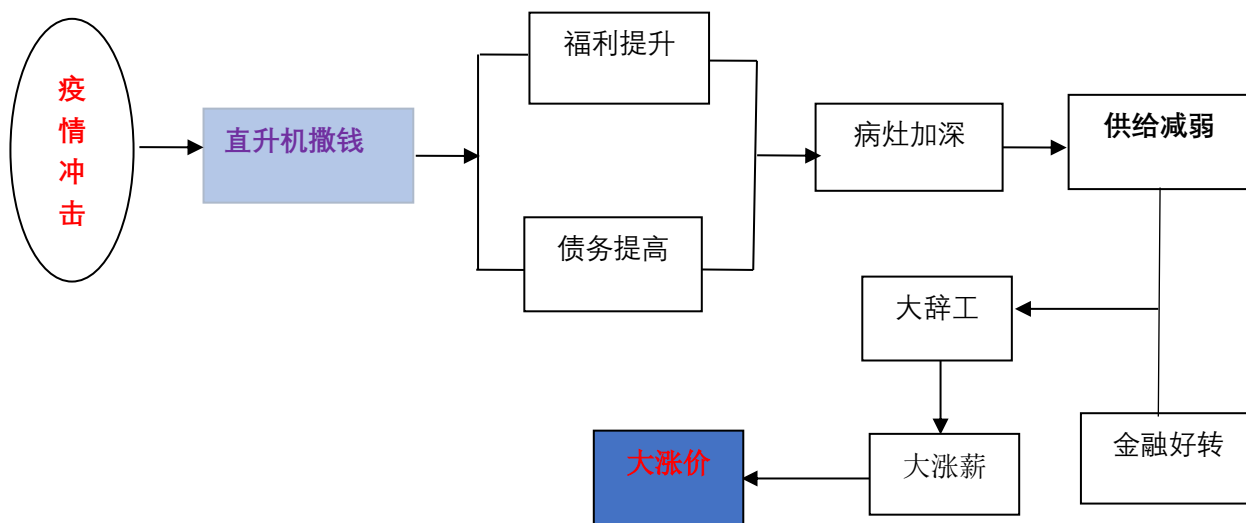 疫
情
冲
击
直升机撒钱
福利提升
债务提高
病灶加深
供给减弱
大辞工
金融好转
大涨薪
大涨价